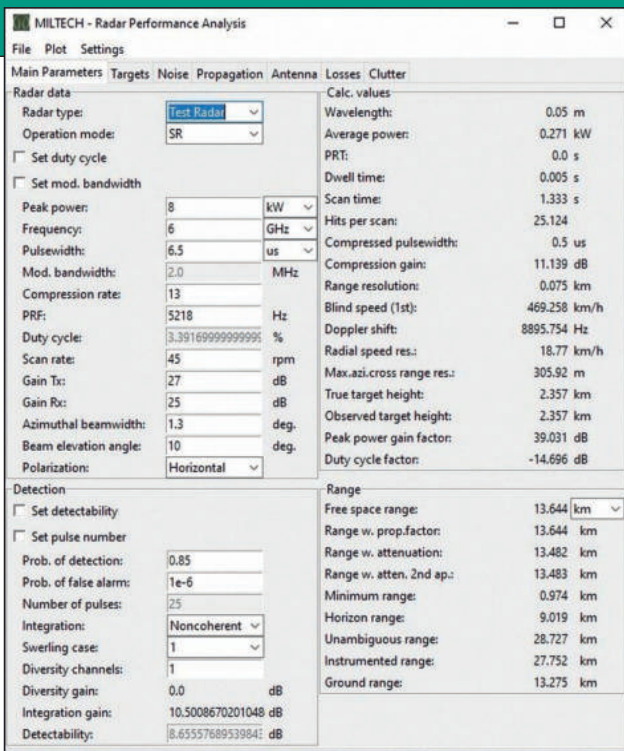 MILTECH - Radar Performance Analysis
File Plot Settings
Main Parameters Targets Noise Propagation Antenna Losses Clutter
Radar data
Radar type: Test Radar
Operation mode: SR
Set duty cycle
Set mod. bandwidth
Peak power: 8 kW
Frequency: 6 GHz
Pulsewidth: 6.5 us
Mod. bandwidth: 2.0 MHz
Compression rate: 13
PRF: 5218 Hz
Duty cycle: 3.3916999999999 %
Scan rate: 45 rpm
Gain Tx: 27 dB
Gain Rx: 25 dB
Azimuthal beamwidth: 1.3 deg.
Beam elevation angle: 10 deg.
Polarization: Horizontal
Calc. values
Wavelength: 0.05 m
Average power: 0.271 kW
PRT: 0.0 s
Dwell time: 0.005 s
Scan time: 1.333 s
Hits per scan: 25.124
Compressed pulsewidth: 0.5 us
Compression gain: 11.139 dB
Range resolution: 0.075 km
Blind speed (1st): 469.258 km/h
Doppler shift: 8895.754 Hz
Radial speed res.: 18.77 km/h
Max.azi.cross range res.: 305.92 m
True target height: 2.357 km
Observed target height: 2.357 km
Peak power gain factor: 39.031 dB
Duty cycle factor: -14.696 dB
Detection
Set detectability
Set pulse number
Prob. of detection: 0.85
Prob. of false alarm: 1e-6
Number of pulses: 25
Integration: Noncoherent
Swerling case: 1
Diversity channels: 1
Diversity gain: 0.0 dB
Integration gain: 10.5008670201048 dB
Detectability: 8.6555768953984 dB
Range
Free space range: 13.644 km
Range w. prop.factor: 13.644 km
Range w. attenuation: 13.482 km
Range w. atten. 2nd ap.: 13.483 km
Minimum range: 0.974 km
Horizon range: 9.019 km
Unambiguous range: 28.727 km
Instrumented range: 27.752 km
Ground range: 13.275 km